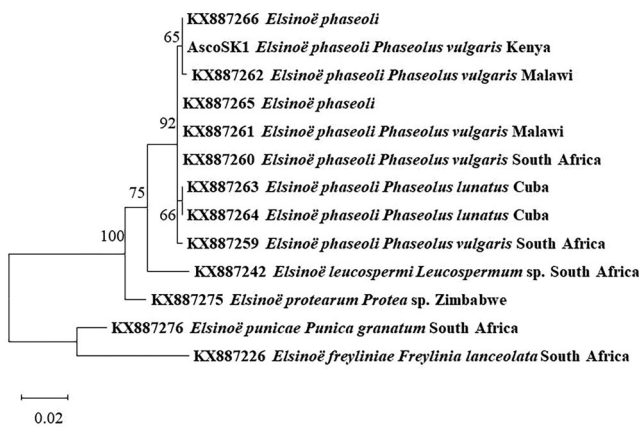 KX887266 Elsinoë phaseoli
65
AscoSK1 Elsinoë phaseoli Phaseolus vulgaris Kenya
KX887262 Elsinoë phaseoli Phaseolus vulgaris Malawi
KX887265 Elsinoë phaseoli
92
KX887261 Elsinoë phaseoli Phaseolus vulgaris Malawi
KX887260 Elsinoë phaseoli Phaseolus vulgaris South Africa
KX887263 Elsinoë phaseoli Phaseolus lunatus Cuba
75
KX887264 Elsinoë phaseoli Phaseolus lunatus Cuba
66
100
KX887259 Elsinoë phaseoli Phaseolus vulgaris South Africa
KX887242 Elsinoë leucospermi Leucospermum sp. South Africa
KX887275 Elsinoë protearum Protea sp. Zimbabwe
KX887276 Elsinoë punicae Punica granatum South Africa
KX887226 Elsinoë freyliniae Freylinia lanceolata South Africa
0.02